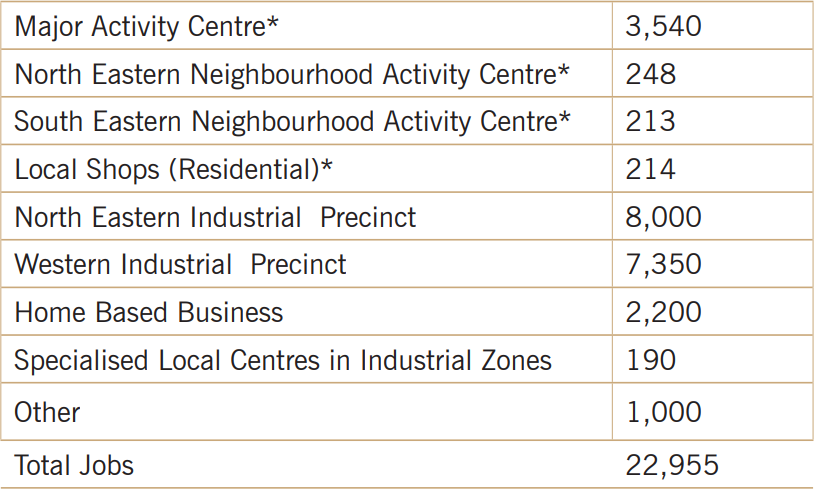 Major Activity Centre* 3,540
North Eastern Neighbourhood Activity Centre* 248
South Eastern Neighbourhood Activity Centre* 213
Local Shops (Residential)* 214
North Eastern Industrial Precinct 8,000
Western Industrial Precinct 7,350
Home Based Business 2,200
Specialised Local Centres in Industrial Zones 190
Other 1,000
Total Jobs 22,955